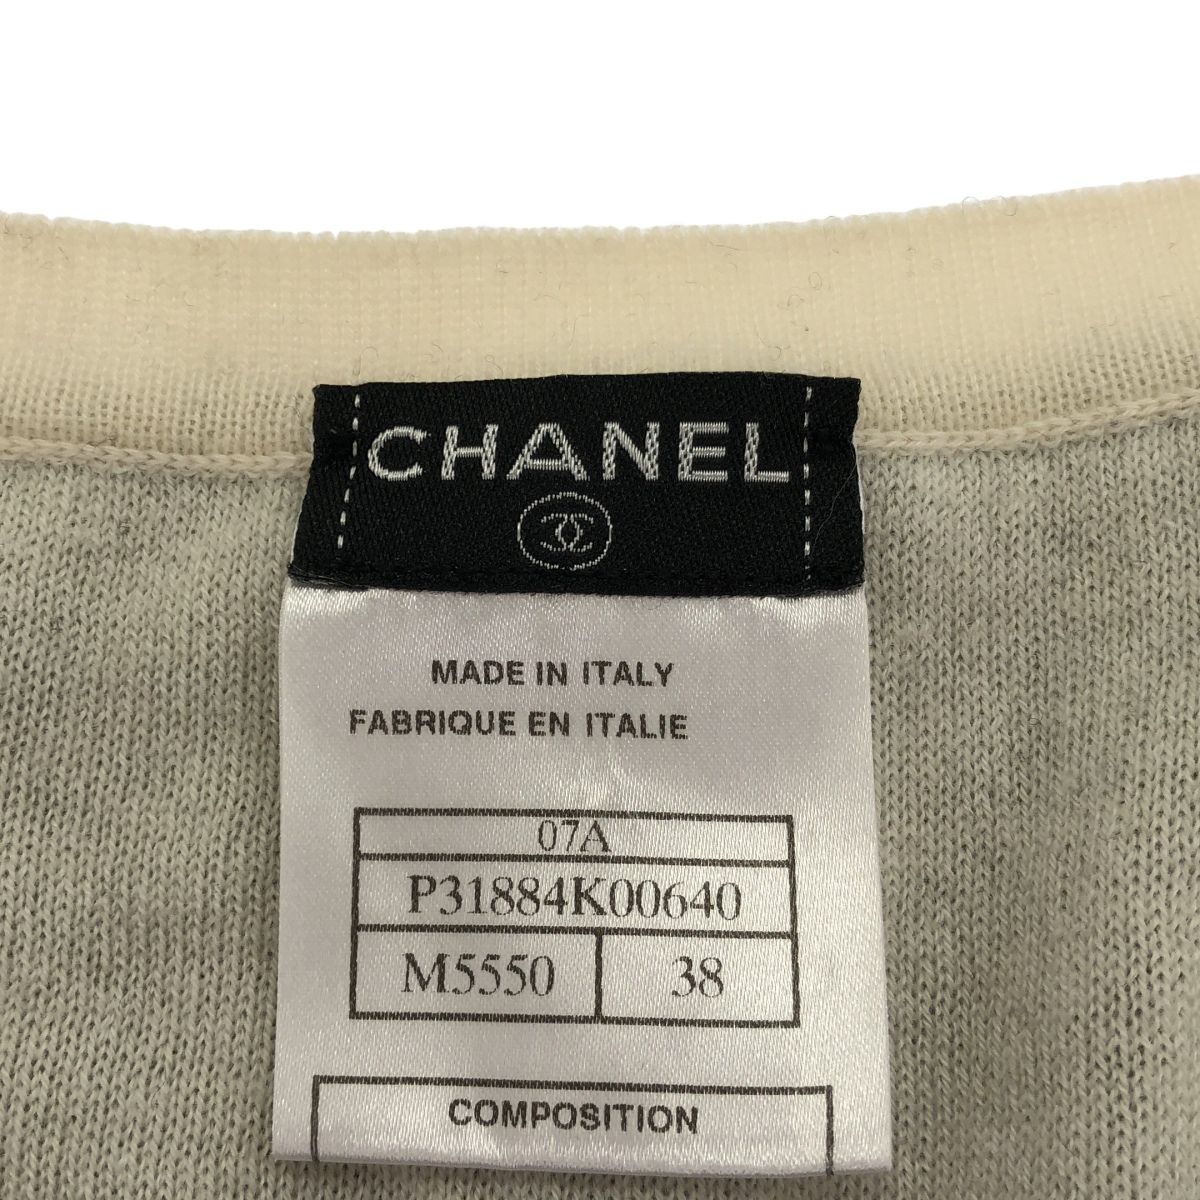 CHANEL
MADE IN ITALY
FABRIQUE EN ITALIE
07A
P31884K00640
M5550 38
COMPOSITION